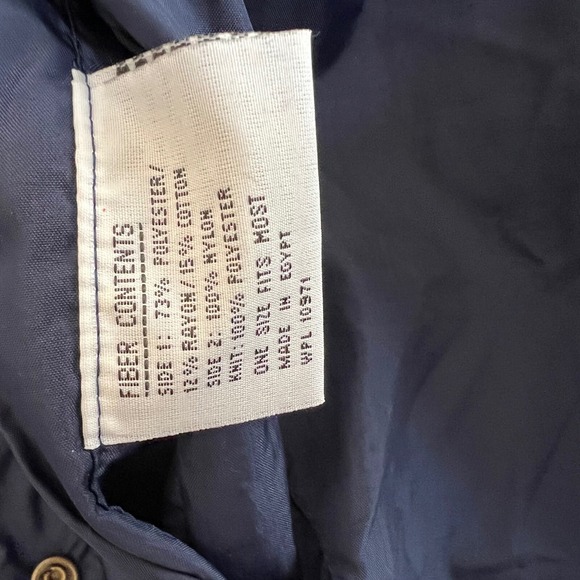 FIBER CONTENTS
SIDE 1: 73% POLYESTER/
12% RAYON/ 15% COTTON
SIDE 2: 100% NYLON
KNIT: 100% POLYESTER
ONE SIZE FITS MOST
MADE IN EGYPT
WPL 10971